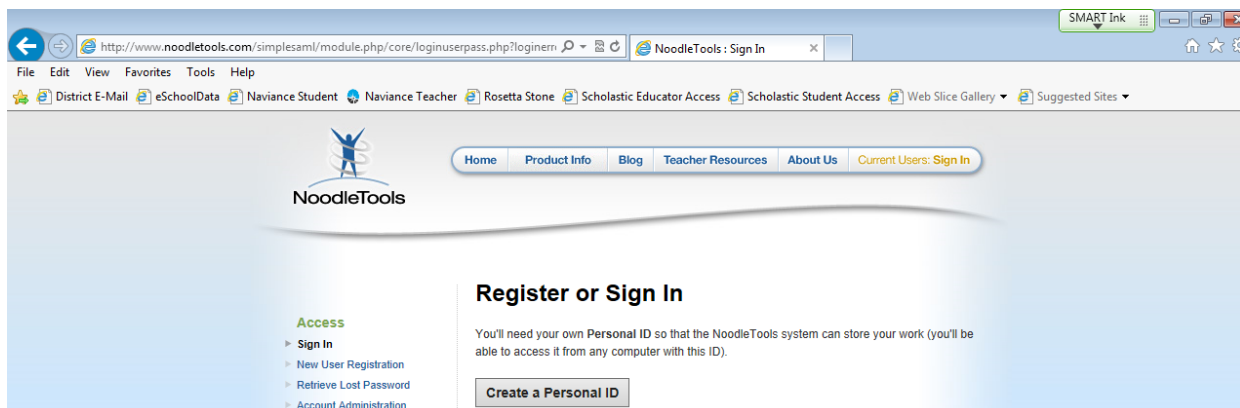 SMART Ink
http://www.noodletools.com/simplesaml/module.php/core/loginuserpass.php?loginerr
NoodleTools : Sign In
File Edit View Favorites Tools Help
District E-Mail eSchoolData Naviance Student Naviance Teacher Rosetta Stone Scholastic Educator Access Scholastic Student Access Web Slice Gallery Suggested Sites
NoodleTools
Home Product Info Blog Teacher Resources About Us Current Users: Sign In
Register or Sign In
Access
Sign In
New User Registration
Retrieve Lost Password
Account Administration
You'll need your own Personal ID so that the NoodleTools system can store your work (you'll be
able to access it from any computer with this ID).
Create a Personal ID